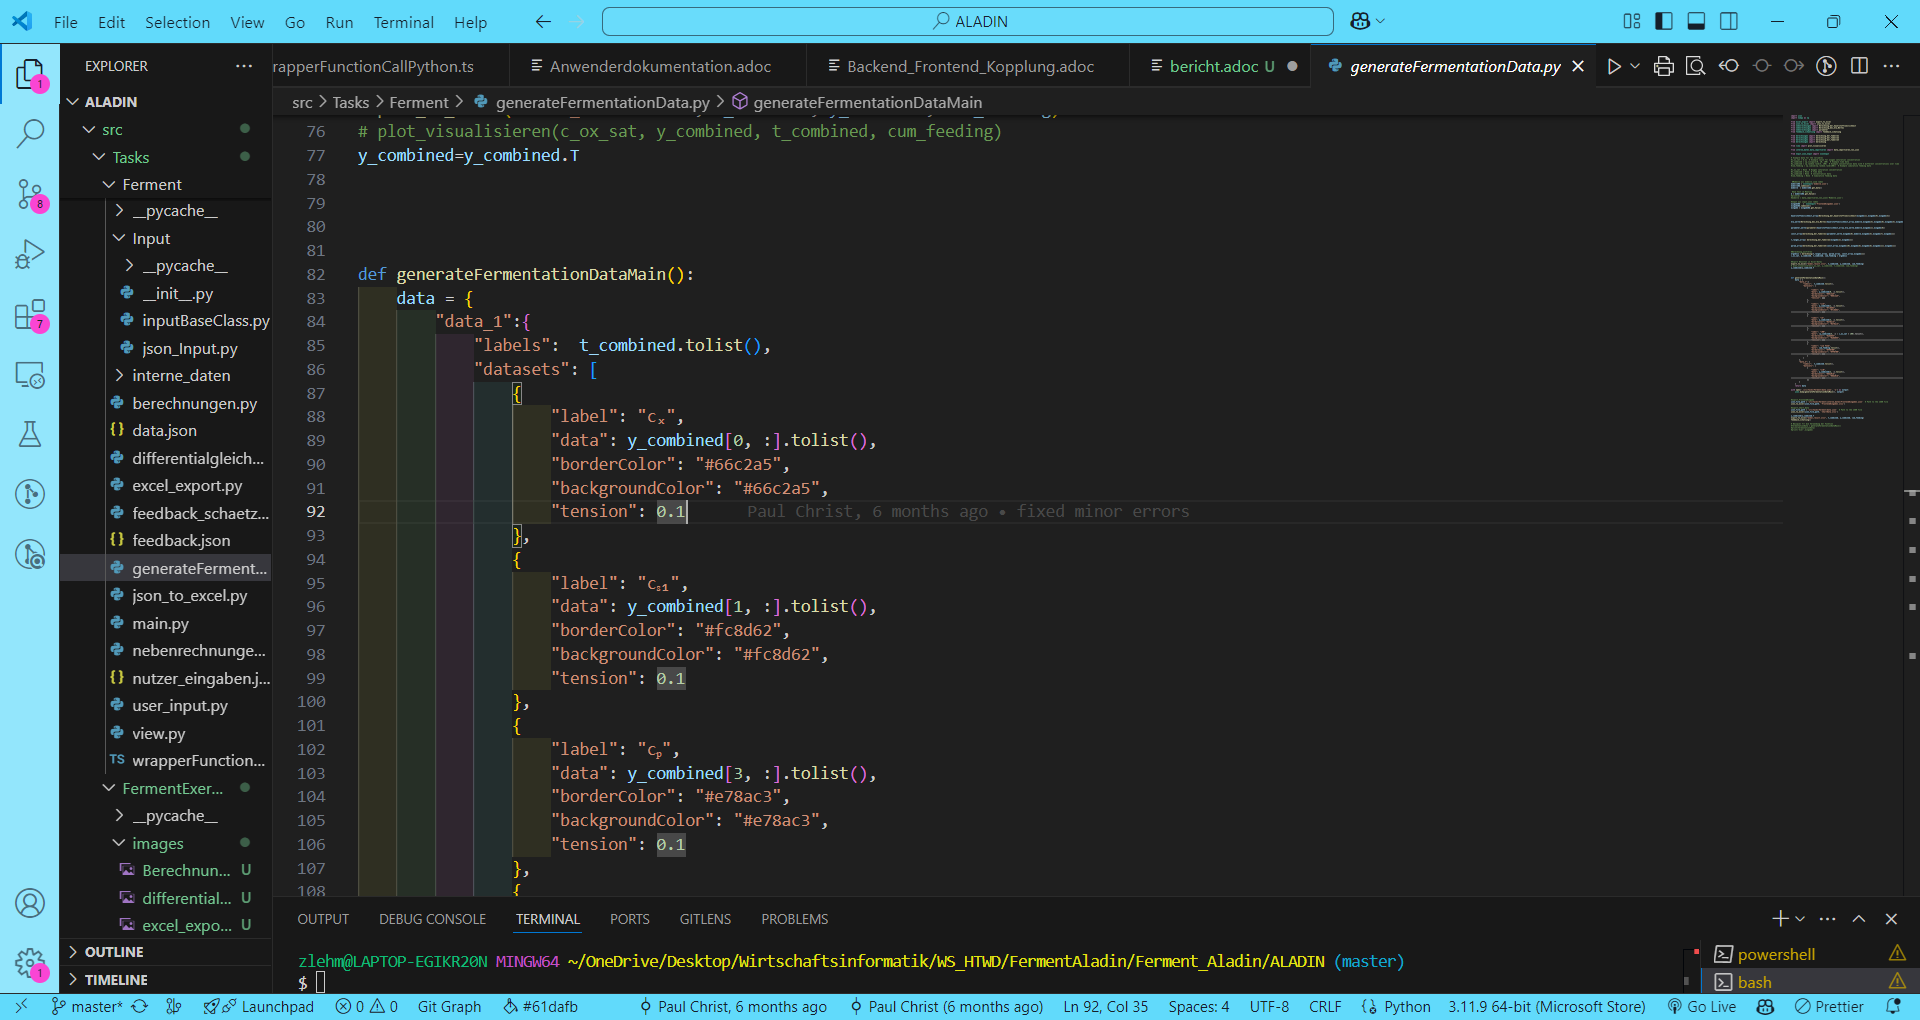 File Edit Selection View Go Run Terminal Help
ALADIN
EXPLORER
rapperFunctionCallPython.ts
Anwenderdokumentation.adoc
Backend_Frontend_Kopplung.adoc
bericht.adoc U
generateFermentationData.py
src > Tasks > Ferment > generateFermentationData.py > generateFermentationDataMain
1
8
7
1
ALADIN
src
Tasks
Ferment
__pycache__
Input
__pycache__
__init__.py
inputBaseClass.py
json_Input.py
interne_daten
berechnungen.py
data.json
differentialgleich...
excel_export.py
feedback_schaetz...
feedback.json
generateFerment...
json_to_excel.py
main.py
nebenrechnunge...
nutzer_eingaben.j...
user_input.py
view.py
TS wrapperFunction...
FermentExer...
__pycache__
images
Berechnun... U
differential... U
excel_expo... U
OUTLINE
TIMELINE
76 # plot_visualisieren(c_ox_sat, y_combined, t_combined, cum_feeding)
77 y_combined=y_combined.T
78
79
80
81
82 def generateFermentationDataMain():
83 data = {
84 "data_1":{
85 "labels":  t_combined.tolist(),
86 "datasets": [
87 {
88 "label": "cₓ",
89 "data": y_combined[0, :].tolist(),
90 "borderColor": "#66c2a5",
91 "backgroundColor": "#66c2a5",
92 "tension": 0.1 Paul Christ, 6 months ago • fixed minor errors
93 },
94 {
95 "label": "cₛ₁",
96 "data": y_combined[1, :].tolist(),
97 "borderColor": "#fc8d62",
98 "backgroundColor": "#fc8d62",
99 "tension": 0.1
100 },
101 {
102 "label": "cₚ",
103 "data": y_combined[3, :].tolist(),
104 "borderColor": "#e78ac3",
105 "backgroundColor": "#e78ac3",
106 "tension": 0.1
107 },
108 {
OUTPUT DEBUG CONSOLE TERMINAL PORTS GITLENS PROBLEMS
zlehm@LAPTOP-EGIKR20N MINGW64 ~/OneDrive/Desktop/Wirtschaftsinformatik/WS_HTWD/FermentAladin/Ferment_Aladin/ALADIN (master)
$
powershell
bash
master* Launchpad 0 0 Git Graph #61dafb Paul Christ, 6 months ago Paul Christ (6 months ago) Ln 92, Col 35 Spaces: 4 UTF-8 CRLF Python 3.11.9 64-bit (Microsoft Store) Go Live Prettier